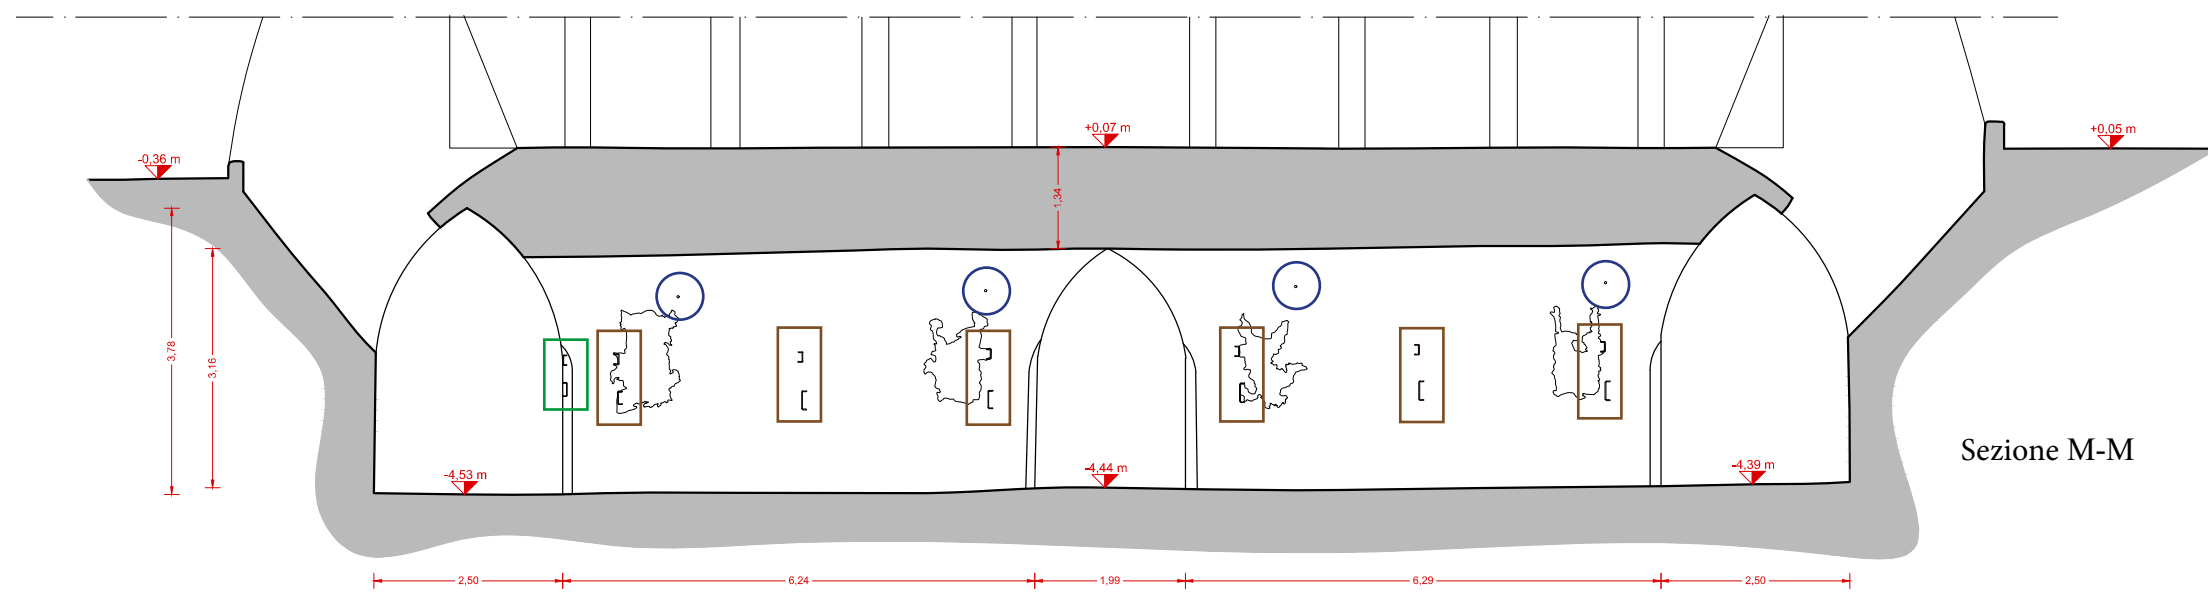 +0,07 m
+0,05 m
-0,36 m
1,34
3,78
3,16
Sezione M-M
-4,53 m
-4,44 m
-4,39 m
2,50
6,24
1,99
6,29
2,50